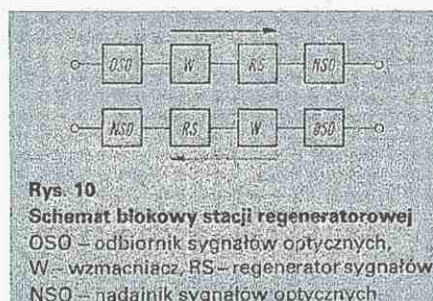 OSO W RS NSO
NSO RS W OSO
Rys. 10
Schemat blokowy stacji regeneratorowej
OSO – odbiornik sygnałów optycznych,
W – wzmacniacz, RS – regenerator sygnałów
NSO – nadajnik sygnałów optycznych